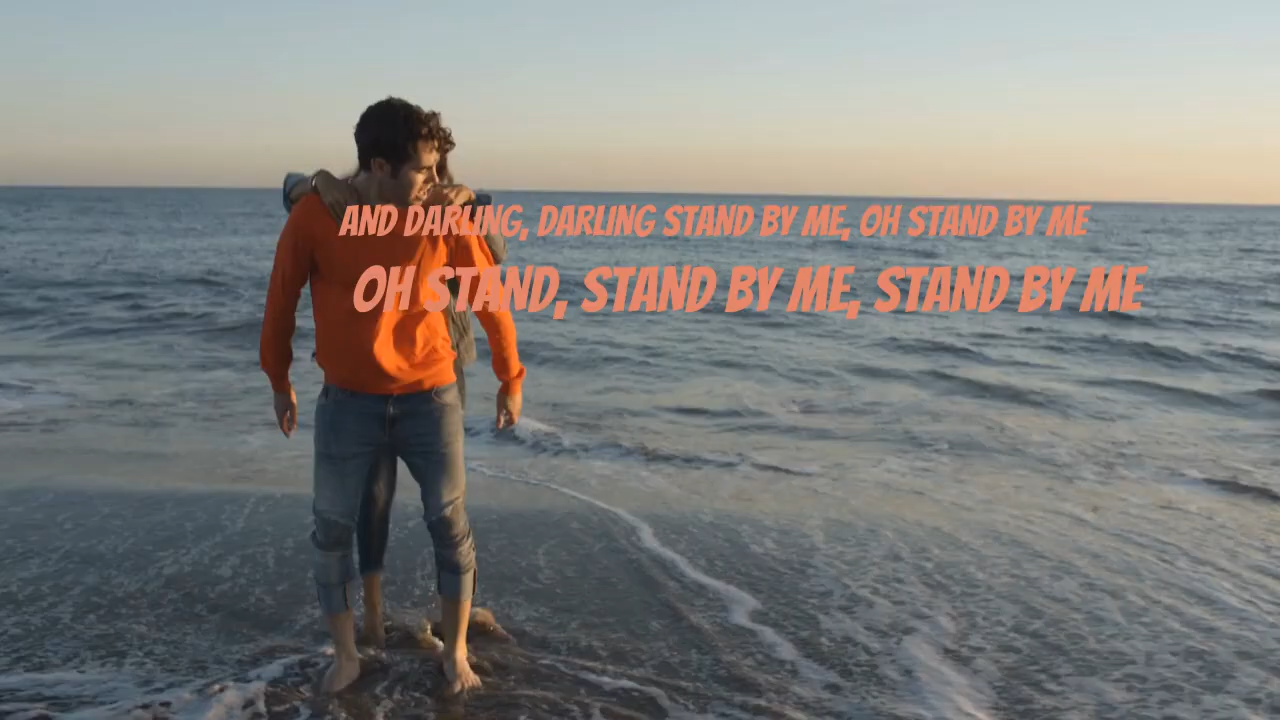 AND DARLING, DARLING STAND BY ME, OH STAND BY ME
OH STAND, STAND BY ME, STAND BY ME